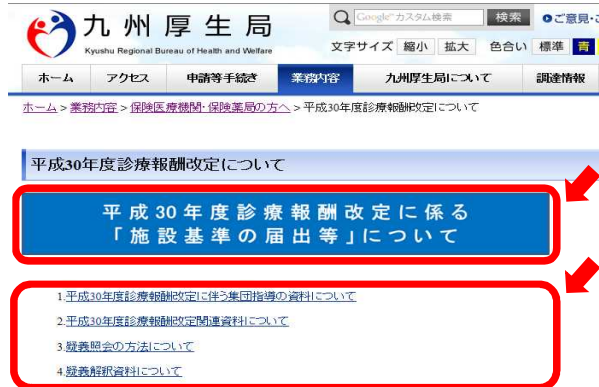 九州厚生局
Kyushu Regional Bureau of Health and Welfare
Google™カスタム検索 検索 ご意見・
文字サイズ 縮小 拡大 色合い 標準 青
ホーム アクセス 申請等手続き 業務内容 九州厚生局について 調達情報
ホーム > 業務内容 > 保険医療機関・保険薬局の方へ > 平成30年度診療報酬改定について
平成30年度診療報酬改定について
平成30年度診療報酬改定に係る
「施設基準の届出等」について
1.平成30年度診療報酬改定に伴う集団指導の資料について
2.平成30年度診療報酬改定関連資料について
3.疑義照会の方法について
4.疑義解釈資料について